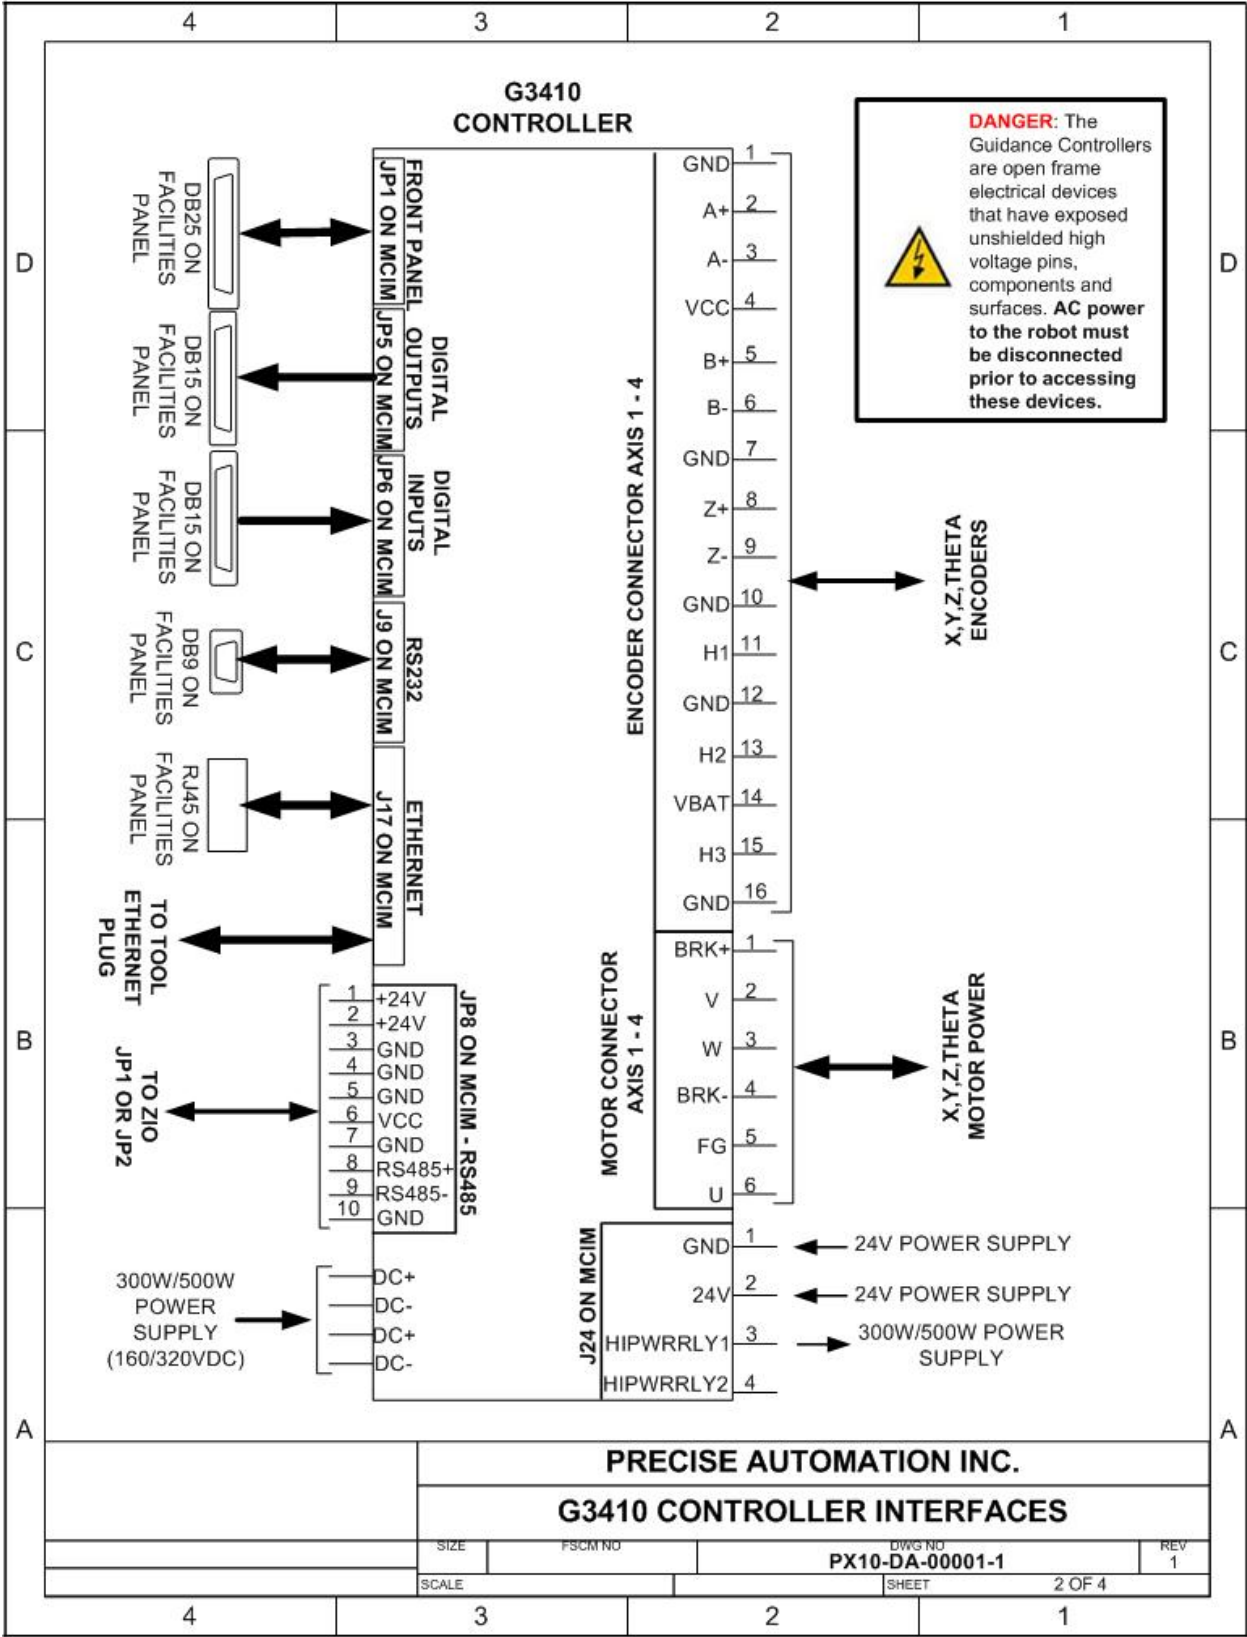 4
3
2
1
G3410
CONTROLLER
DANGER: The
Guidance Controllers
are open frame
electrical devices
that have exposed
unshielded high
voltage pins,
components and
surfaces. AC power
to the robot must
be disconnected
prior to accessing
these devices.
D
D
C
C
B
B
A
A
DB25 ON
FACILITIES
PANEL
FRONT PANEL
JP1 ON MCIM
DB15 ON
FACILITIES
PANEL
DIGITAL
OUTPUTS
JP5 ON MCIM
DB15 ON
FACILITIES
PANEL
DIGITAL
INPUTS
JP6 ON MCIM
DB9 ON
FACILITIES
PANEL
RS232
J9 ON MCIM
RJ45 ON
FACILITIES
PANEL
ETHERNET
J17 ON MCIM
TO TOOL
ETHERNET
PLUG
TO ZIO
JP1 OR JP2
JP8 ON MCIM - RS485
1 +24V
2 +24V
3 GND
4 GND
5 GND
6 VCC
7 GND
8 RS485+
9 RS485-
10 GND
300W/500W
POWER
SUPPLY
(160/320VDC)
DC+
DC-
DC+
DC-
ENCODER CONNECTOR AXIS 1 - 4
GND 1
A+ 2
A- 3
VCC 4
B+ 5
B- 6
GND 7
Z+ 8
Z- 9
GND 10
H1 11
GND 12
H2 13
VBAT 14
H3 15
GND 16
X,Y,Z,THETA
ENCODERS
MOTOR CONNECTOR
AXIS 1 - 4
BRK+ 1
V 2
W 3
BRK- 4
FG 5
U 6
X,Y,Z,THETA
MOTOR POWER
J24 ON MCIM
GND 1
24V POWER SUPPLY
24V 2
24V POWER SUPPLY
HIPWRRLY1 3
300W/500W POWER
SUPPLY
HIPWRRLY2 4
PRECISE AUTOMATION INC.
G3410 CONTROLLER INTERFACES
SIZE
FSCM NO
DWG NO
PX10-DA-00001-1
REV
1
SCALE
SHEET
2 OF 4
4
3
2
1